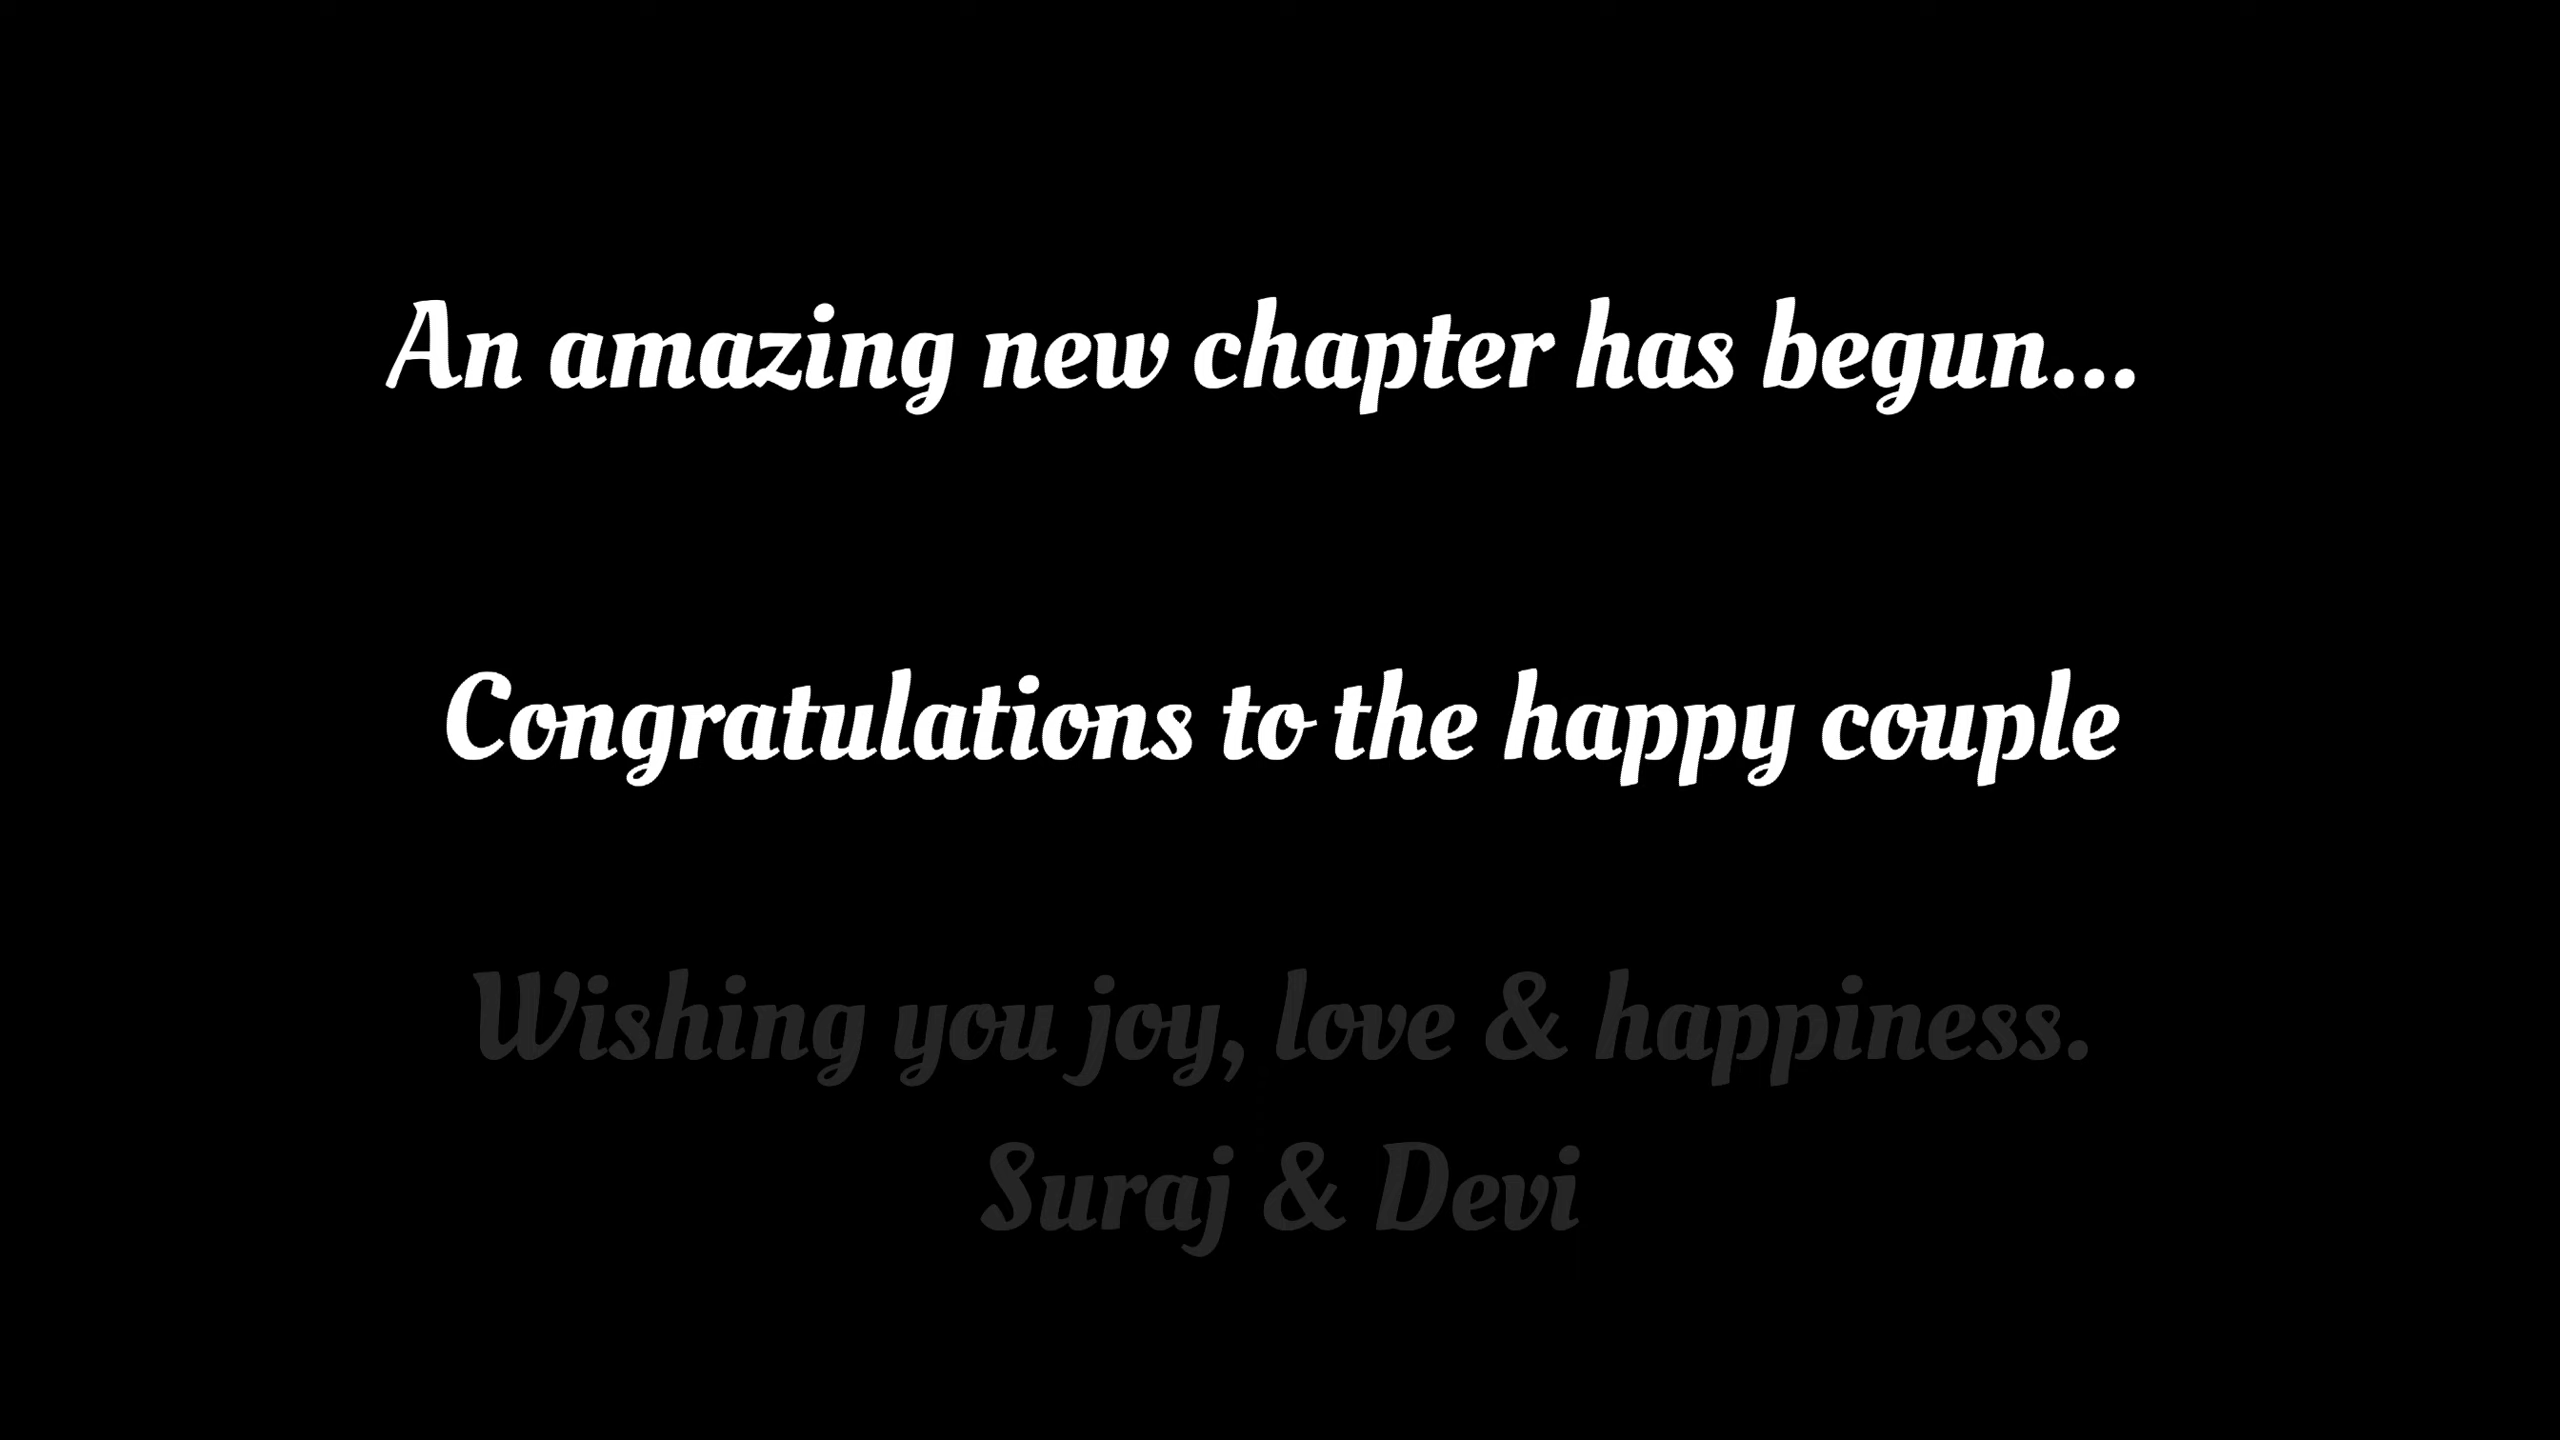 An amazing new chapter has begun...
Congratulations to the happy couple
Wishing you joy, love & happiness.
Suraj & Devi